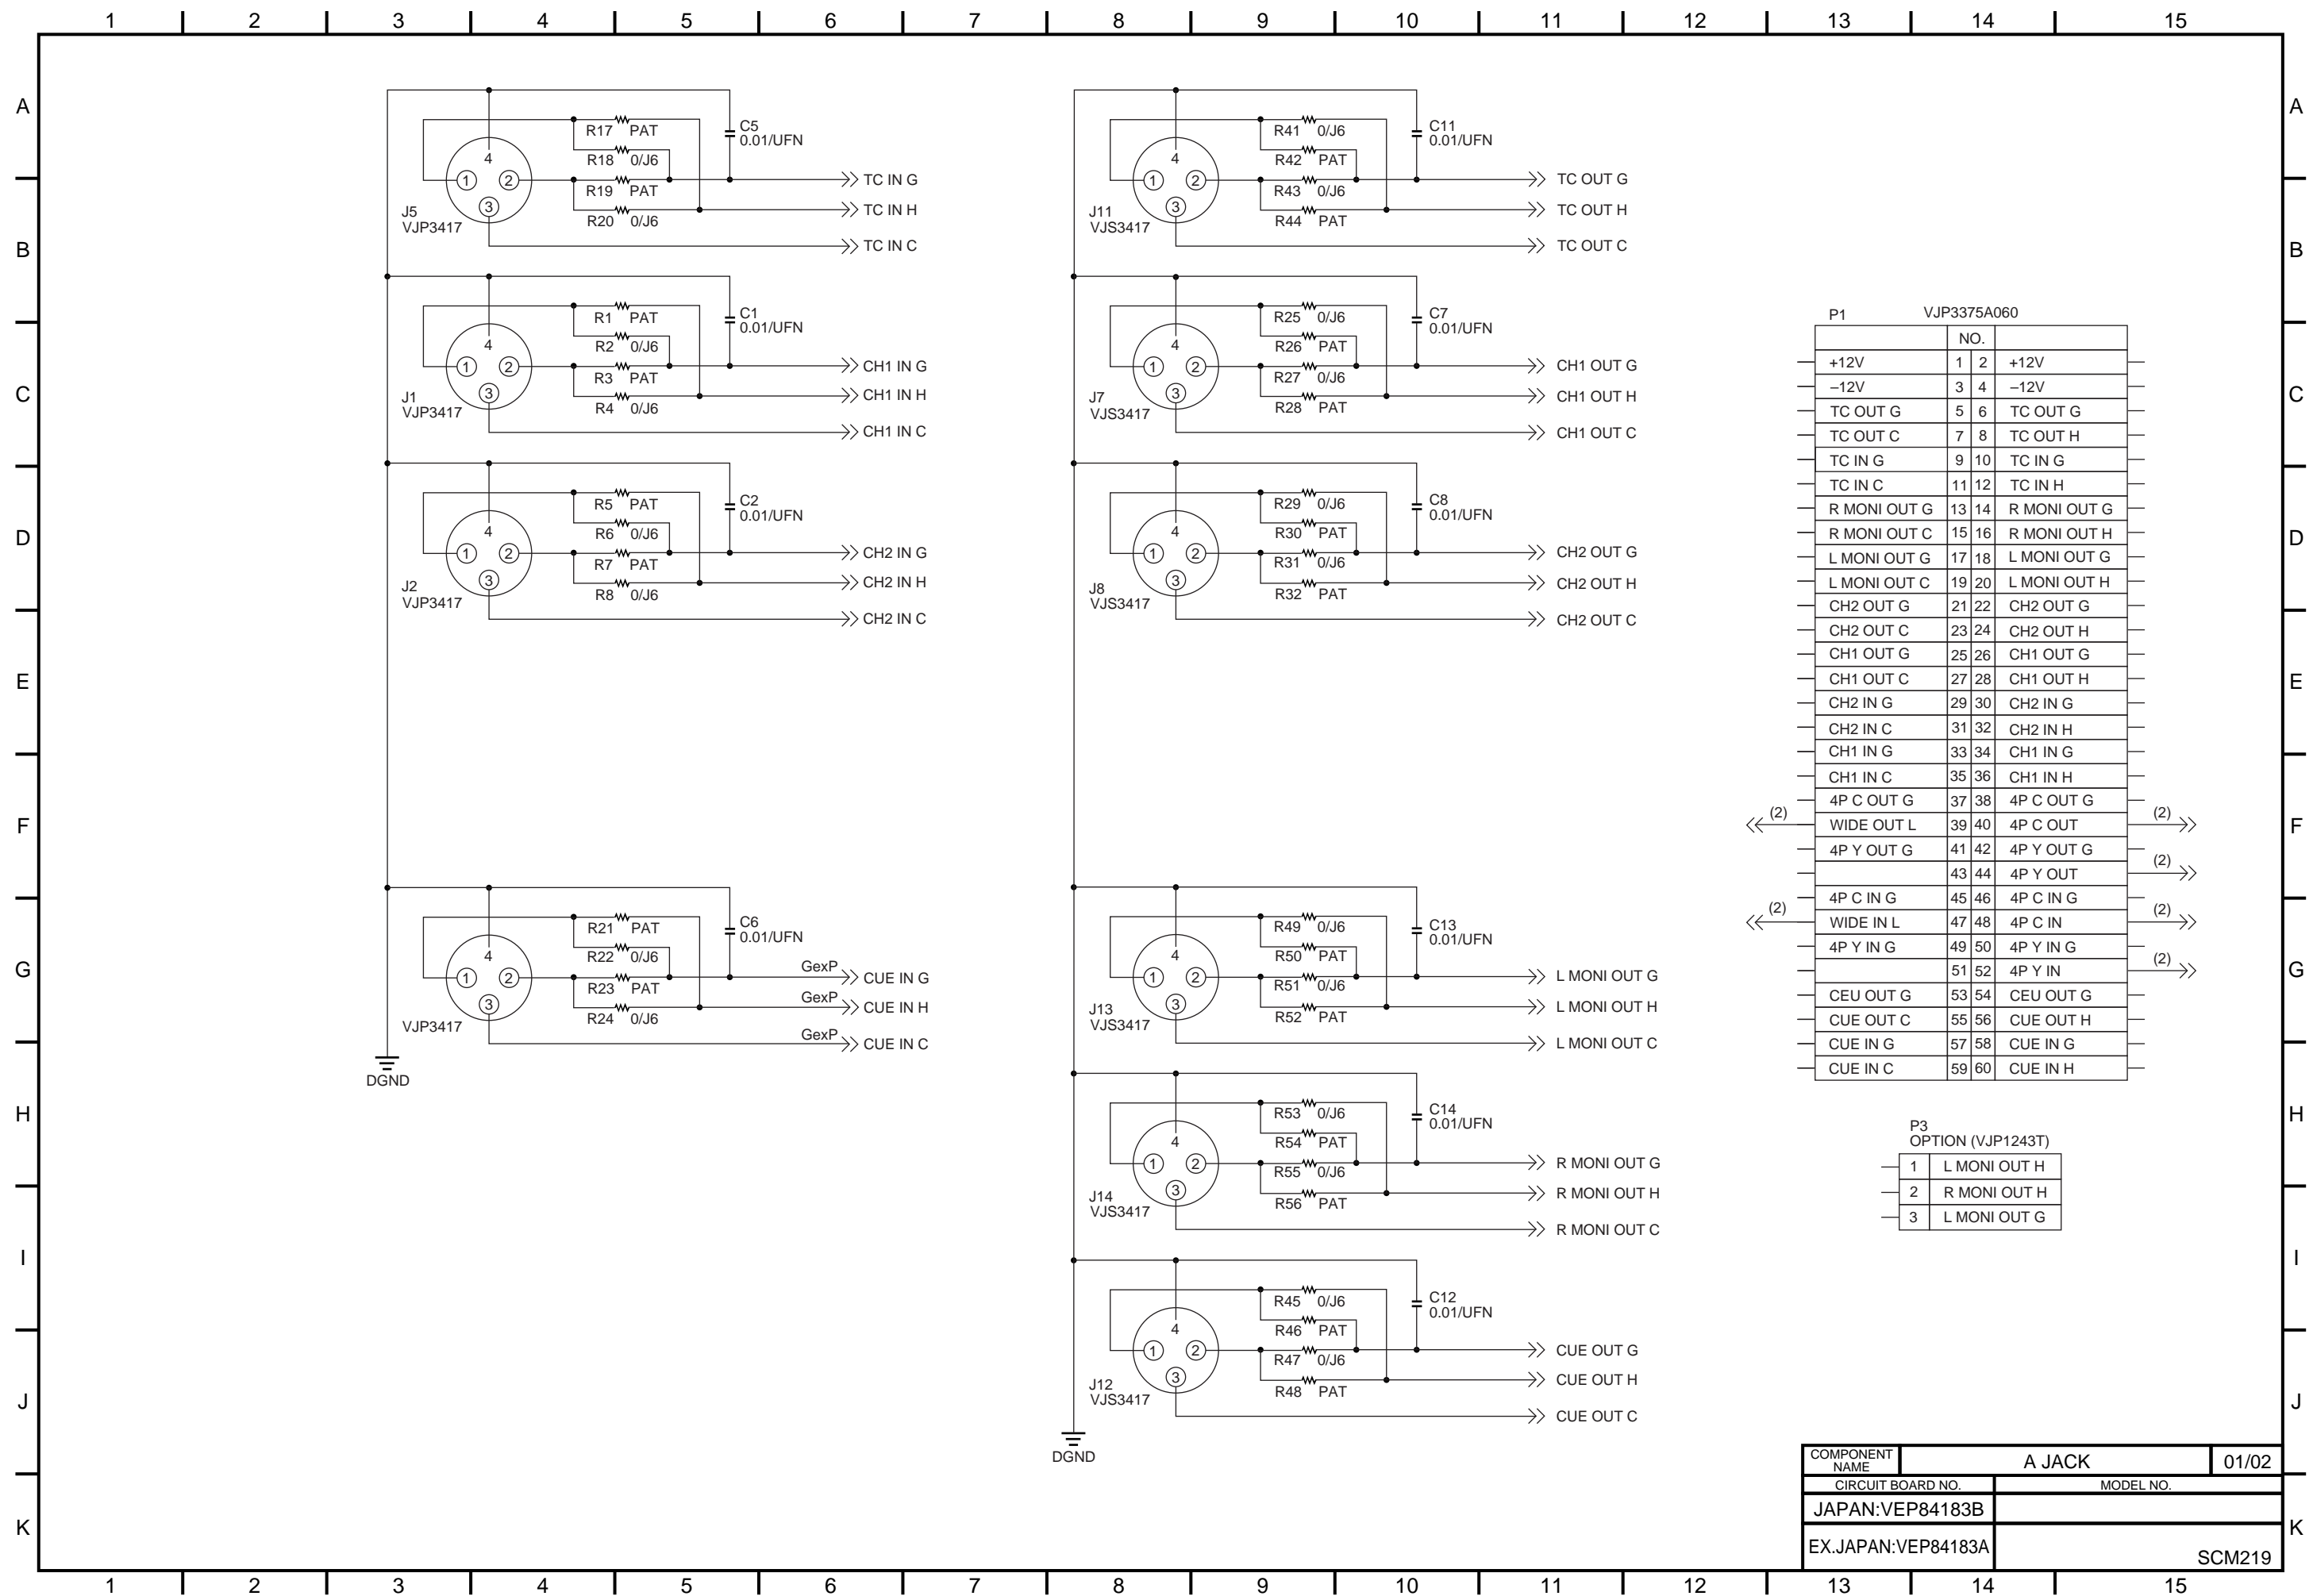 1 2 3 4 5 6 7 8 9 10 11 12 13 14 15
A
B
C
D
E
F
G
H
I
J
K
R17 PAT
R18 0/J6
R19 PAT
R20 0/J6
C5
0.01/UFN
4
1
2
3
J5
VJP3417
TC IN G
TC IN H
TC IN C
R1 PAT
R2 0/J6
R3 PAT
R4 0/J6
C1
0.01/UFN
4
1
2
3
J1
VJP3417
CH1 IN G
CH1 IN H
CH1 IN C
R5 PAT
R6 0/J6
R7 PAT
R8 0/J6
C2
0.01/UFN
4
1
2
3
J2
VJP3417
CH2 IN G
CH2 IN H
CH2 IN C
R21 PAT
R22 0/J6
R23 PAT
R24 0/J6
C6
0.01/UFN
4
1
2
3
VJP3417
GexP CUE IN G
GexP CUE IN H
GexP CUE IN C
DGND
R41 0/J6
R42 PAT
R43 0/J6
R44 PAT
C11
0.01/UFN
4
1
2
3
J11
VJS3417
TC OUT G
TC OUT H
TC OUT C
R25 0/J6
R26 PAT
R27 0/J6
R28 PAT
C7
0.01/UFN
4
1
2
3
J7
VJS3417
CH1 OUT G
CH1 OUT H
CH1 OUT C
R29 0/J6
R30 PAT
R31 0/J6
R32 PAT
C8
0.01/UFN
4
1
2
3
J8
VJS3417
CH2 OUT G
CH2 OUT H
CH2 OUT C
R49 0/J6
R50 PAT
R51 0/J6
R52 PAT
C13
0.01/UFN
4
1
2
3
J13
VJS3417
L MONI OUT G
L MONI OUT H
L MONI OUT C
R53 0/J6
R54 PAT
R55 0/J6
R56 PAT
C14
0.01/UFN
4
1
2
3
J14
VJS3417
R MONI OUT G
R MONI OUT H
R MONI OUT C
R45 0/J6
R46 PAT
R47 0/J6
R48 PAT
C12
0.01/UFN
4
1
2
3
J12
VJS3417
CUE OUT G
CUE OUT H
CUE OUT C
DGND
P1 VJP3375A060
NO.
+12V 1 2 +12V
–12V 3 4 –12V
TC OUT G 5 6 TC OUT G
TC OUT C 7 8 TC OUT H
TC IN G 9 10 TC IN G
TC IN C 11 12 TC IN H
R MONI OUT G 13 14 R MONI OUT G
R MONI OUT C 15 16 R MONI OUT H
L MONI OUT G 17 18 L MONI OUT G
L MONI OUT C 19 20 L MONI OUT H
CH2 OUT G 21 22 CH2 OUT G
CH2 OUT C 23 24 CH2 OUT H
CH1 OUT G 25 26 CH1 OUT G
CH1 OUT C 27 28 CH1 OUT H
CH2 IN G 29 30 CH2 IN G
CH2 IN C 31 32 CH2 IN H
CH1 IN G 33 34 CH1 IN G
CH1 IN C 35 36 CH1 IN H
4P C OUT G 37 38 4P C OUT G
(2) WIDE OUT L 39 40 4P C OUT (2)
4P Y OUT G 41 42 4P Y OUT G
43 44 4P Y OUT (2)
4P C IN G 45 46 4P C IN G
(2) WIDE IN L 47 48 4P C IN (2)
4P Y IN G 49 50 4P Y IN G
51 52 4P Y IN (2)
CEU OUT G 53 54 CEU OUT G
CUE OUT C 55 56 CUE OUT H
CUE IN G 57 58 CUE IN G
CUE IN C 59 60 CUE IN H
P3
OPTION (VJP1243T)
1 L MONI OUT H
2 R MONI OUT H
3 L MONI OUT G
COMPONENT NAME A JACK 01/02
CIRCUIT BOARD NO. MODEL NO.
JAPAN:VEP84183B
EX.JAPAN:VEP84183A
SCM219
A
B
C
D
E
F
G
H
I
J
K
1 2 3 4 5 6 7 8 9 10 11 12 13 14 15